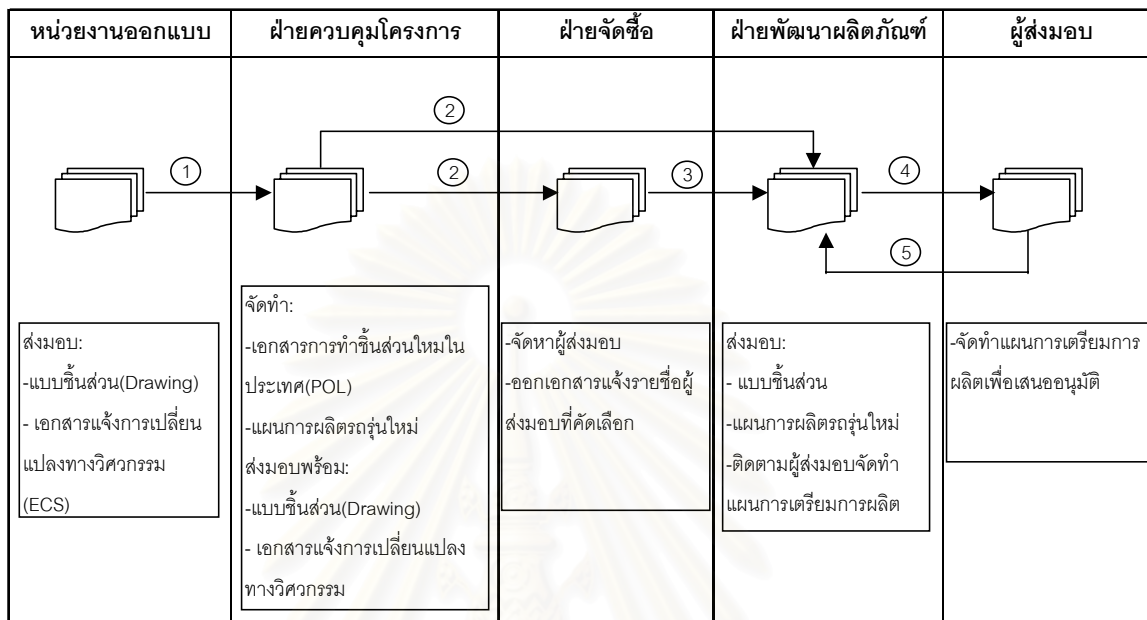 หน่วยงานออกแบบ
ฝ่ายควบคุมโครงการ
ฝ่ายจัดซื้อ
ฝ่ายพัฒนาผลิตภัณฑ์
ผู้ส่งมอบ
2
1
2
3
4
5
ส่งมอบ:
-แบบชิ้นส่วน(Drawing)
- เอกสารแจ้งการเปลี่ยน
แปลงทางวิศวกรรม
(ECS)
จัดทำ:
-เอกสารการทำชิ้นส่วนใหม่ใน
ประเทศ(POL)
-แผนการผลิตรถรุ่นใหม่
ส่งมอบพร้อม:
-แบบชิ้นส่วน(Drawing)
- เอกสารแจ้งการเปลี่ยนแปลง
ทางวิศวกรรม
-จัดหาผู้ส่งมอบ
-ออกเอกสารแจ้งรายชื่อผู้
ส่งมอบที่คัดเลือก
ส่งมอบ:
- แบบชิ้นส่วน
-แผนการผลิตรถรุ่นใหม่
-ติดตามผู้ส่งมอบจัดทำ
แผนการเตรียมการผลิต
-จัดทำแผนการเตรียมการ
ผลิตเพื่อเสนออนุมัติ